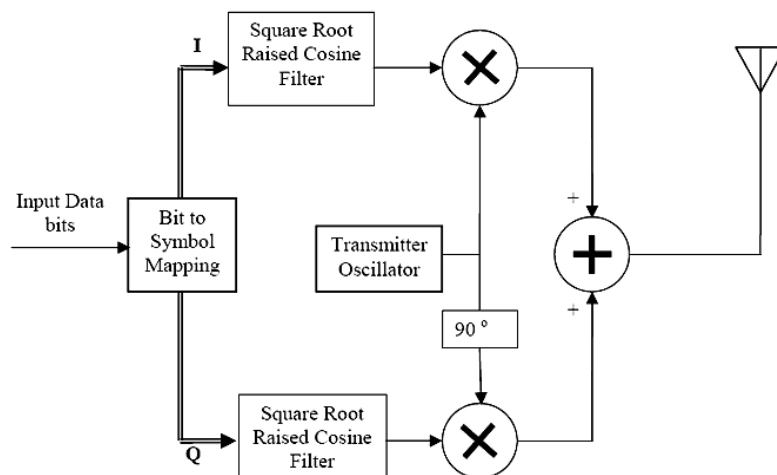 I
Square Root
Raised Cosine
Filter
Input Data
bits
Bit to
Symbol
Mapping
Transmitter
Oscillator
+
+
90 °
Square Root
Raised Cosine
Filter
Q